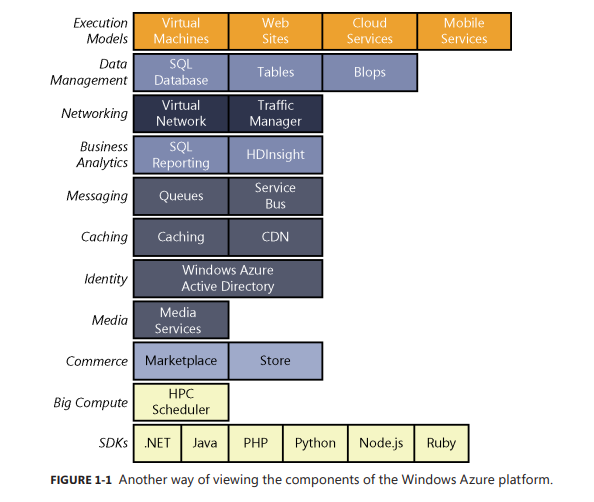 Execution Models
Virtual Machines
Web Sites
Cloud Services
Mobile Services
Data Management
SQL Database
Tables
Blops
Networking
Virtual Network
Traffic Manager
Business Analytics
SQL Reporting
HDInsight
Messaging
Queues
Service Bus
Caching
Caching
CDN
Identity
Windows Azure Active Directory
Media
Media Services
Commerce
Marketplace
Store
Big Compute
HPC Scheduler
SDKs
.NET
Java
PHP
Python
Node.js
Ruby
FIGURE 1-1 Another way of viewing the components of the Windows Azure platform.